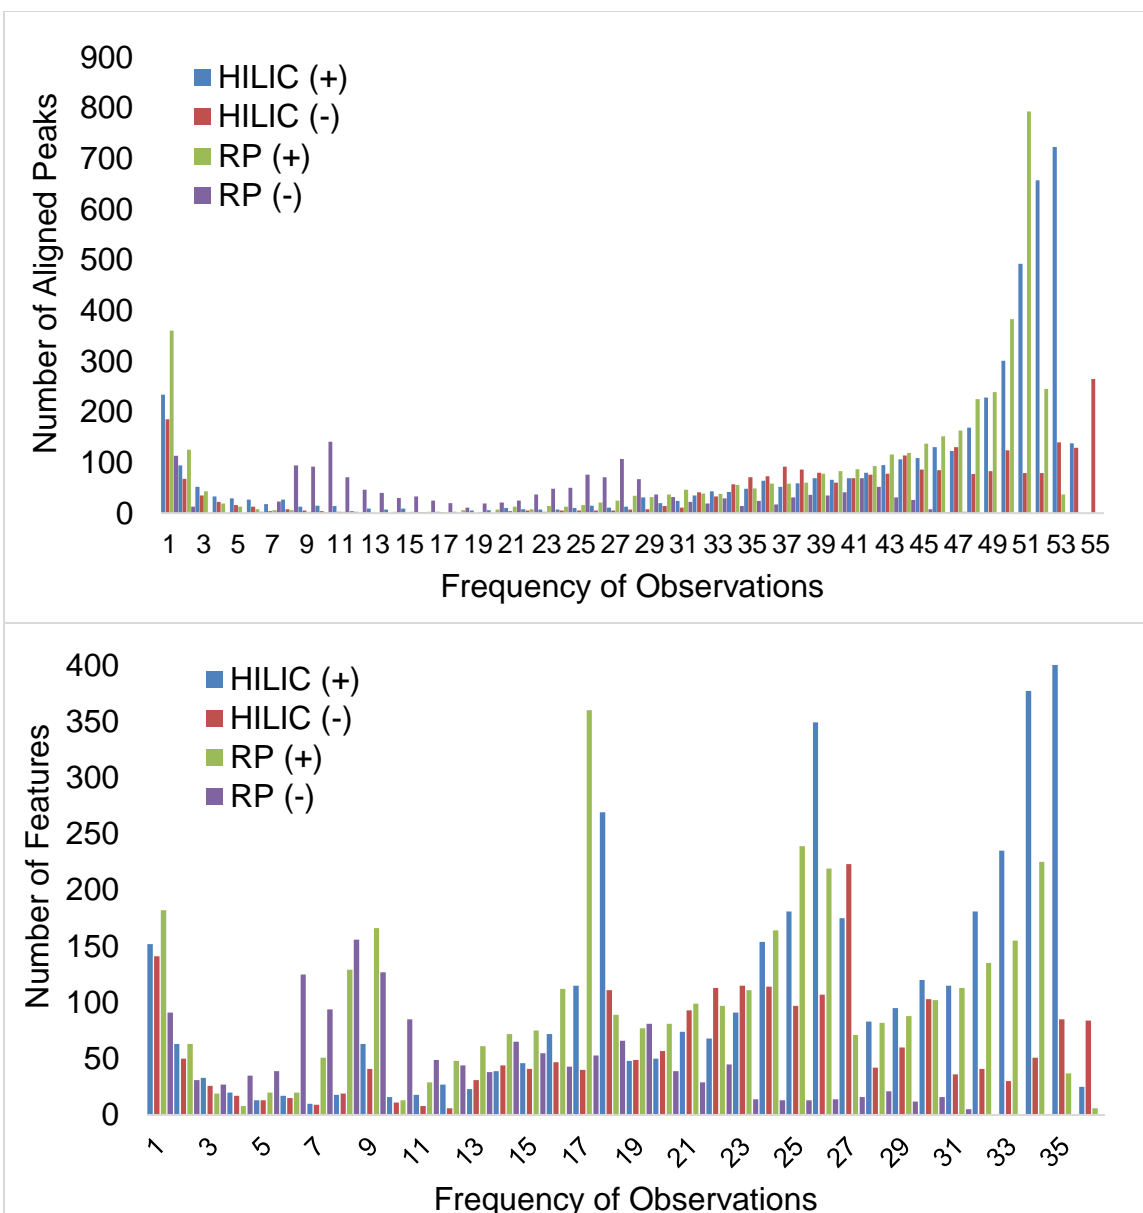 900
800
700
600
500
400
300
200
100
0
Number of Aligned Peaks
HILIC (+)
HILIC (-)
RP (+)
RP (-)
1 3 5 7 9 11 13 15 17 19 21 23 25 27 29 31 33 35 37 39 41 43 45 47 49 51 53 55
Frequency of Observations
400
350
300
250
200
150
100
50
0
Number of Features
HILIC (+)
HILIC (-)
RP (+)
RP (-)
1 3 5 7 9 11 13 15 17 19 21 23 25 27 29 31 33 35
Frequency of Observations